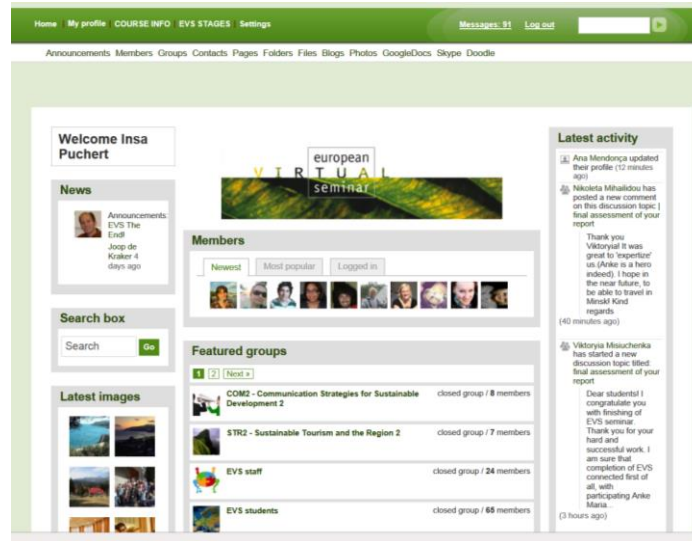 Home My profile COURSE INFO EVS STAGES Settings
Messages: 91 Log out
Announcements Members Groups Contacts Pages Folders Files Blogs Photos GoogleDocs Skype Doodle
Welcome Insa
Puchert
News
Announcements:
EVS The
End!
Joop de
Kraker 4
days ago
Search box
Search Go
Latest images
european
VIRTUAL
seminar
Members
Newest Most popular Logged in
Featured groups
1 2 Next »
COM2 - Communication Strategies for Sustainable
Development 2
closed group / 8 members
STR2 - Sustainable Tourism and the Region 2
closed group / 7 members
EVS staff
closed group / 24 members
EVS students
closed group / 65 members
Latest activity
Ana Mendonça updated
their profile (12 minutes
ago)
Nikoleta Mihailidou has
posted a new comment
on this discussion topic |
final assessment of your
report
Thank you
Viktoryia! It was
great to 'expertize'
us (Anke is a hero
indeed). I hope in
the near future, to
be able to travel in
Minsk! Kind
regards
(40 minutes ago)
Viktoryia Misiuchenka
has started a new
discussion topic titled:
final assessment of your
report
Dear students! I
congratulate you
with finishing of
EVS seminar.
Thank you for your
hard and
successful work. I
am sure that
completion of EVS
connected first of
all, with
participating Anke
Maria...
(3 hours ago)